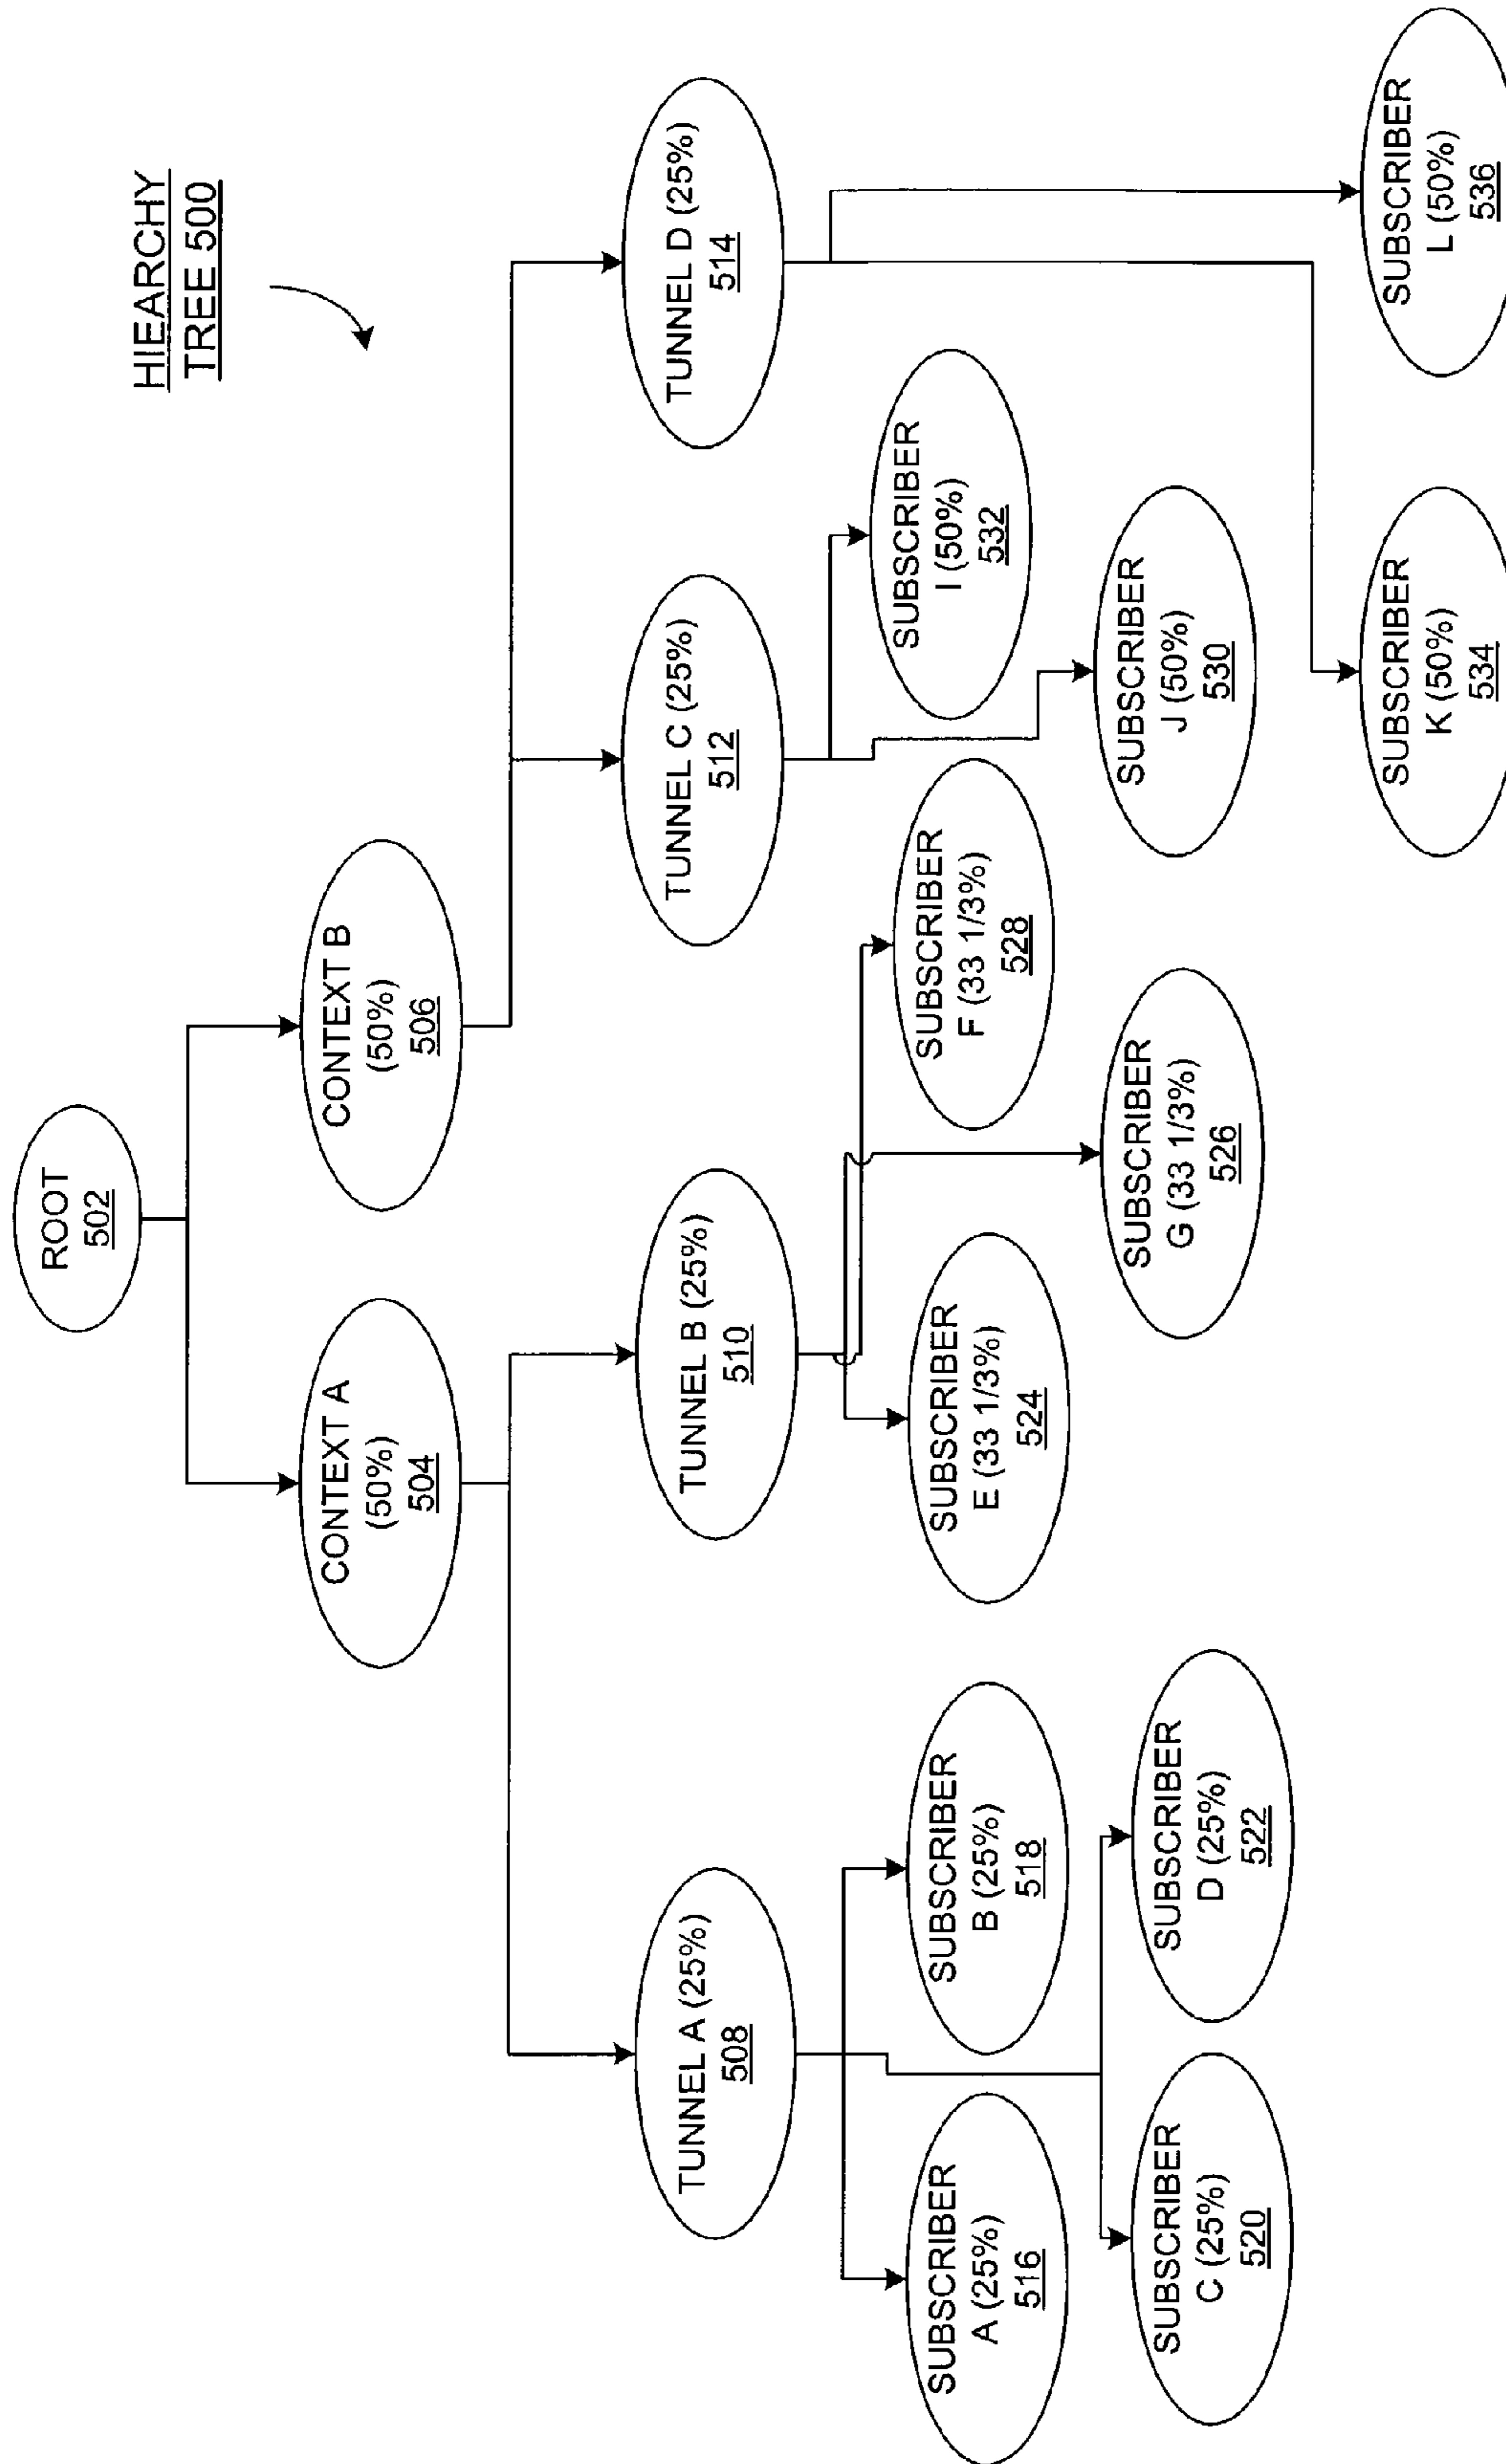 HIEARCHY
TREE 500
ROOT
502
CONTEXT A
(50%)
504
CONTEXT B
(50%)
506
TUNNEL A (25%)
508
TUNNEL B (25%)
510
TUNNEL C (25%)
512
TUNNEL D (25%)
514
SUBSCRIBER
A (25%)
516
SUBSCRIBER
B (25%)
518
SUBSCRIBER
C (25%)
520
SUBSCRIBER
D (25%)
522
SUBSCRIBER
E (33 1/3%)
524
SUBSCRIBER
G (33 1/3%)
526
SUBSCRIBER
F (33 1/3%)
528
SUBSCRIBER
J (50%)
530
SUBSCRIBER
I (50%)
532
SUBSCRIBER
K (50%)
534
SUBSCRIBER
L (50%)
536